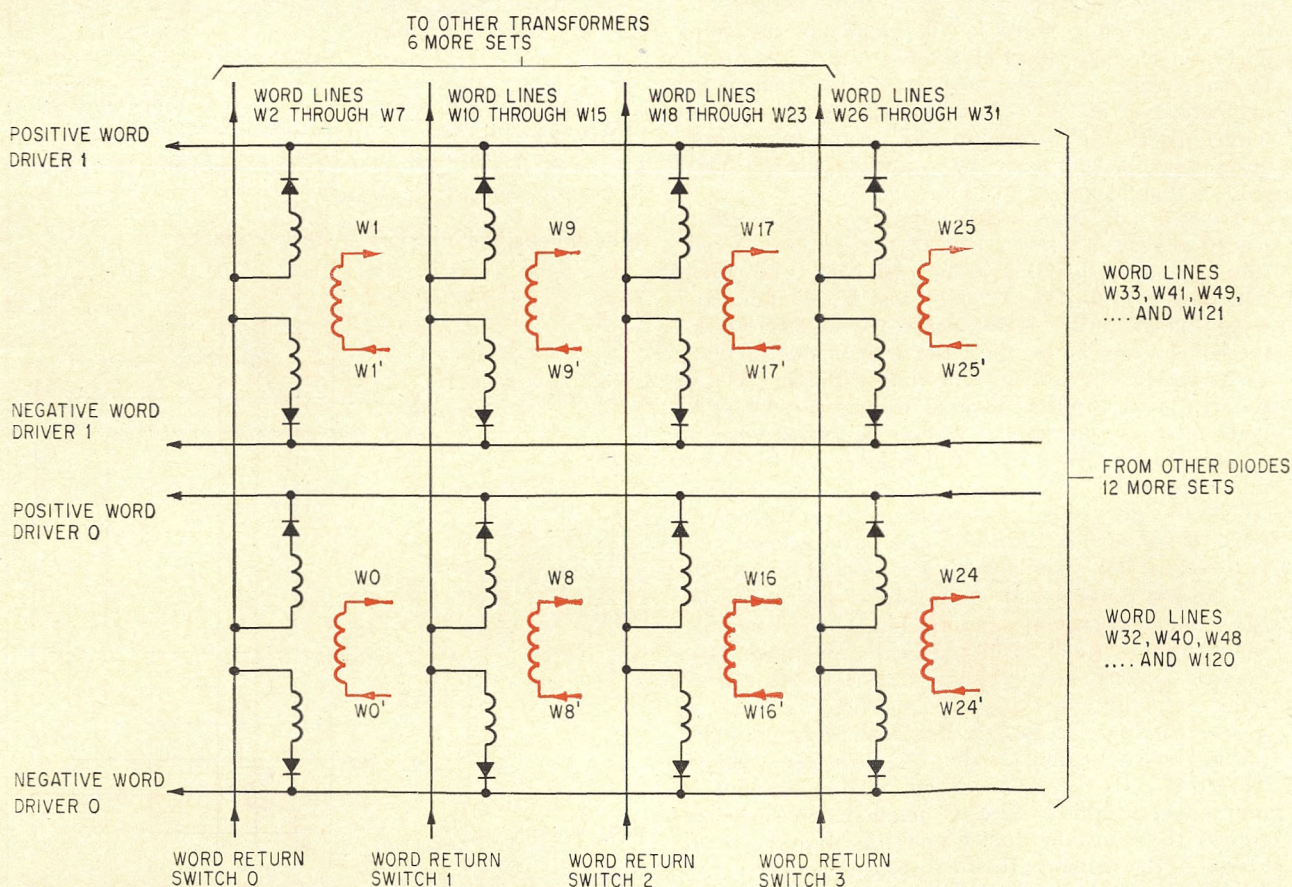 TO OTHER TRANSFORMERS
6 MORE SETS
WORD LINES
W2 THROUGH W7
WORD LINES
W10 THROUGH W15
WORD LINES
W18 THROUGH W23
WORD LINES
W26 THROUGH W31
POSITIVE WORD
DRIVER 1
W1
W9
W17
W25
WORD LINES
W33, W41, W49,
.... AND W121
W1'
W9'
W17'
W25'
NEGATIVE WORD
DRIVER 1
FROM OTHER DIODES
12 MORE SETS
POSITIVE WORD
DRIVER 0
W0
W8
W16
W24
WORD LINES
W32, W40, W48
.... AND W120
W0'
W8'
W16'
W24'
NEGATIVE WORD
DRIVER 0
WORD RETURN
SWITCH 0
WORD RETURN
SWITCH 1
WORD RETURN
SWITCH 2
WORD RETURN
SWITCH 3